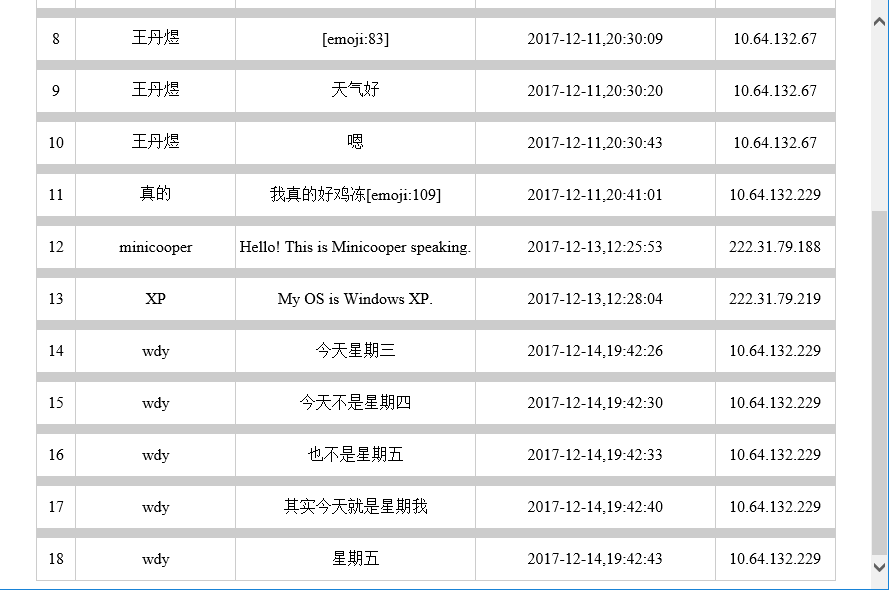 8 王丹煜 [emoji:83] 2017-12-11,20:30:09 10.64.132.67
9 王丹煜 天气好 2017-12-11,20:30:20 10.64.132.67
10 王丹煜 嗯 2017-12-11,20:30:43 10.64.132.67
11 真的 我真的好鸡冻[emoji:109] 2017-12-11,20:41:01 10.64.132.229
12 minicooper Hello! This is Minicooper speaking. 2017-12-13,12:25:53 222.31.79.188
13 XP My OS is Windows XP. 2017-12-13,12:28:04 222.31.79.219
14 wdy 今天星期三 2017-12-14,19:42:26 10.64.132.229
15 wdy 今天不是星期四 2017-12-14,19:42:30 10.64.132.229
16 wdy 也不是星期五 2017-12-14,19:42:33 10.64.132.229
17 wdy 其实今天就是星期我 2017-12-14,19:42:40 10.64.132.229
18 wdy 星期五 2017-12-14,19:42:43 10.64.132.229